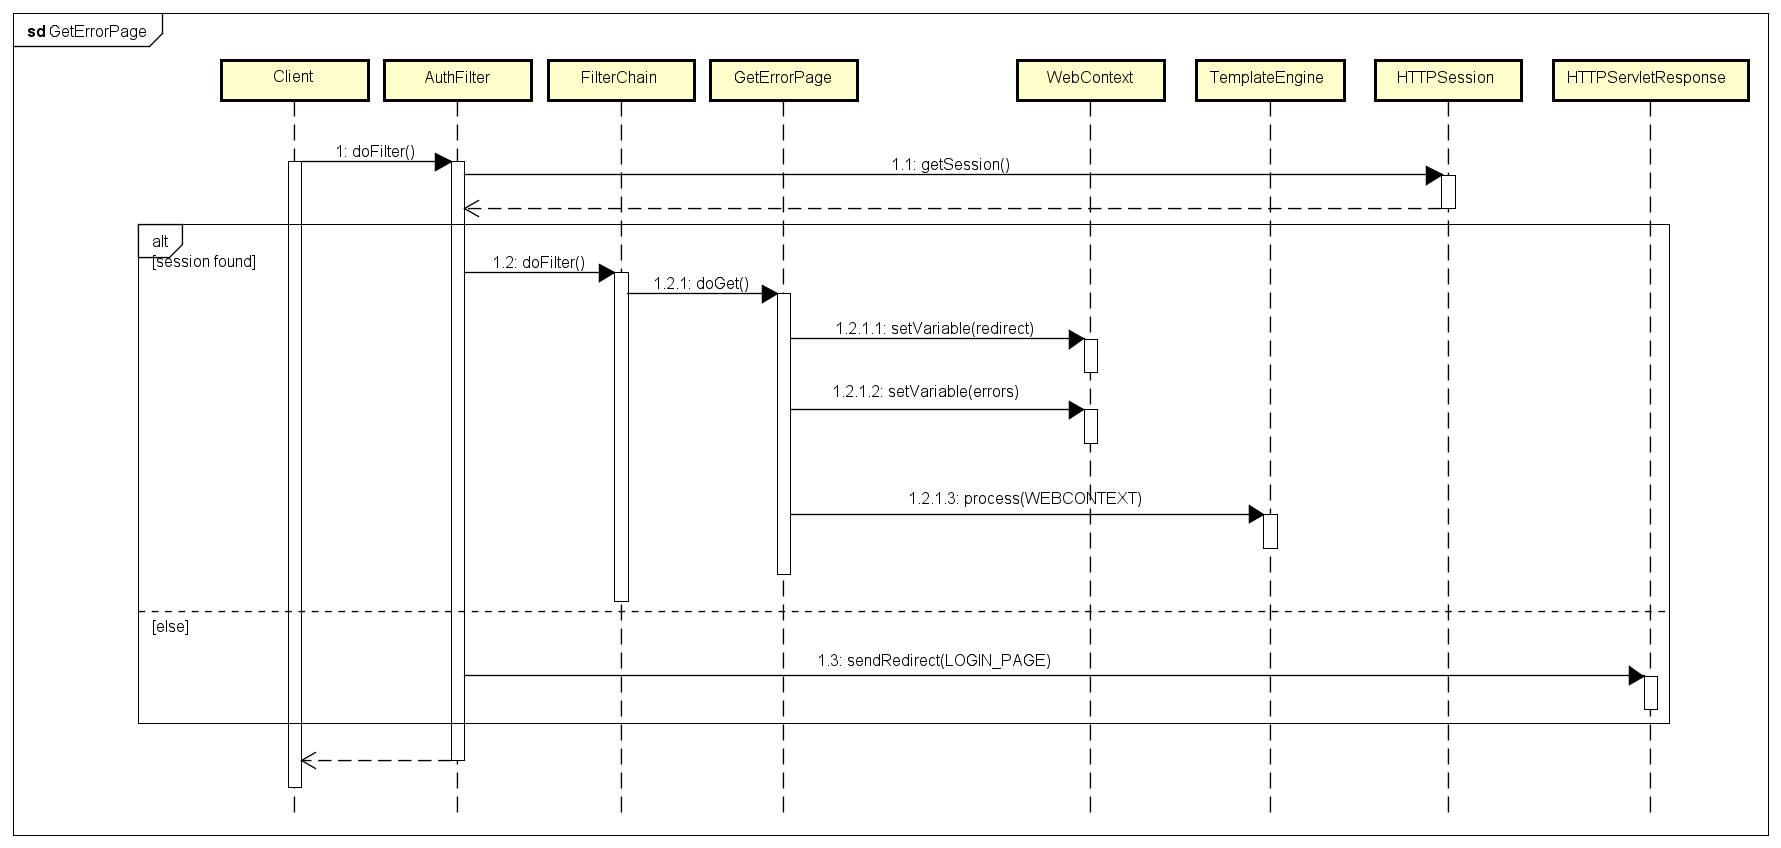 sd GetErrorPage
Client
AuthFilter
FilterChain
GetErrorPage
WebContext
TemplateEngine
HTTPSession
HTTPServletResponse
1: doFilter()
1.1: getSession()
alt
[session found]
1.2: doFilter()
1.2.1: doGet()
1.2.1.1: setVariable(redirect)
1.2.1.2: setVariable(errors)
1.2.1.3: process(WEBCONTEXT)
[else]
1.3: sendRedirect(LOGIN_PAGE)